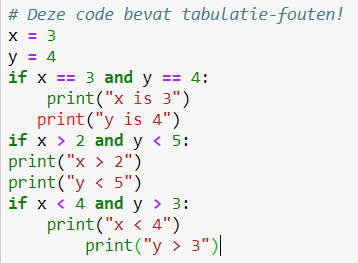 # Deze code bevat tabulatie-fouten!
x = 3
y = 4
if x == 3 and y == 4:
    print("x is 3")
   print("y is 4")
if x > 2 and y < 5:
print("x > 2")
print("y < 5")
if x < 4 and y > 3:
    print("x < 4")
        print("y > 3")